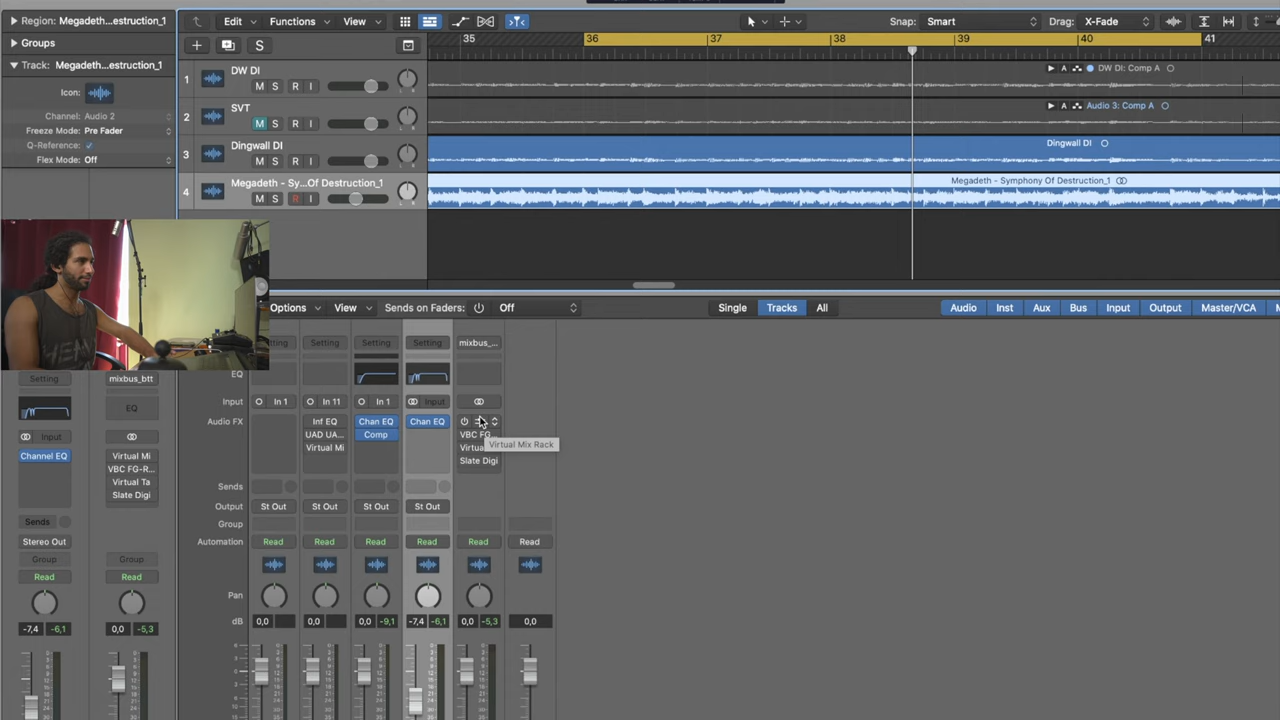 Region: Megadeth...estruction_1
Groups
Track: Megadeth...estruction_1
Icon:
Channel: Audio 2
Freeze Mode: Pre Fader
Q-Reference:
Flex Mode: Off
Edit Functions View
Snap: Smart
Drag: X-Fade
S
35 36 37 38 39 40 41
1 DW DI
M S R I
A DW DI: Comp A
2 SVT
M S R I
A Audio 3: Comp A
3 Dingwall DI
M S R I
Dingwall DI
4 Megadeth - Sy...Of Destruction_1
M S R I
Megadeth - Symphony Of Destruction_1
Options View Sends on Faders: Off
Single Tracks All
Audio Inst Aux Bus Input Output Master/VCA
Setting mixbus_btt
EQ
Input
Channel EQ
Virtual Mi
VBC FG-R...
Virtual Ta
Slate Digi
Sends
Stereo Out
Group Group
Read Read
-7,4 -6,1 0,0 -5,3
Setting Setting Setting mixbus_...
EQ
Input In 1 In 11 In 1 Input
Audio FX Inf EQ Chan EQ Chan EQ
UAD UA... Comp VBC FG...
Virtual Mi
Virtual Mix Rack
Slate Digi
Sends
Output St Out St Out St Out St Out
Group
Automation Read Read Read Read Read Read
Pan
dB 0,0 0,0 0,0 -9,1 -7,4 -6,1 0,0 -5,3 0,0